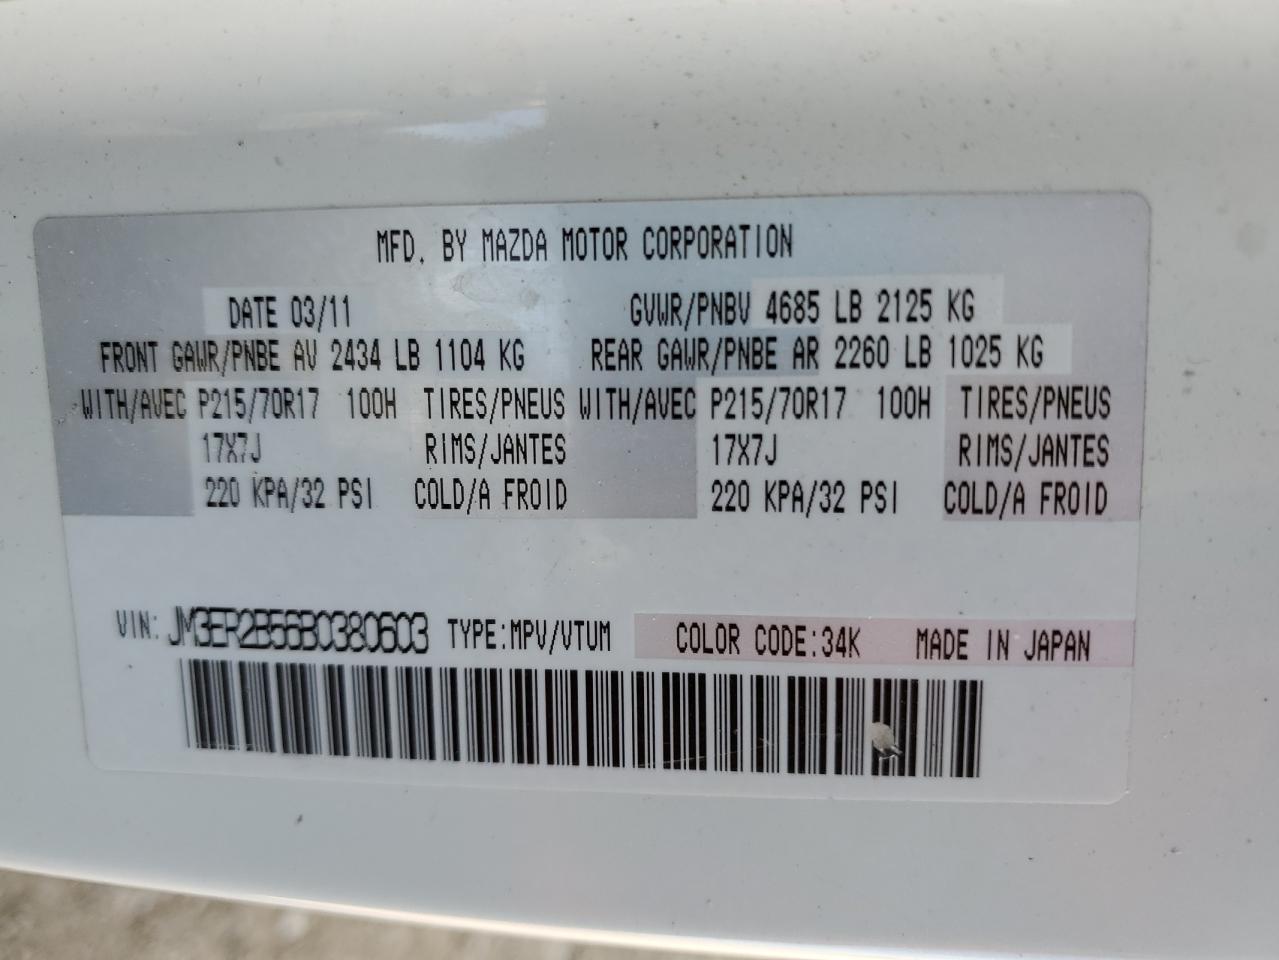 MFD. BY MAZDA MOTOR CORPORATION
DATE 03/11 GVWR/PNBV 4685 LB 2125 KG
FRONT GAWR/PNBE AV 2434 LB 1104 KG REAR GAWR/PNBE AR 2260 LB 1025 KG
WITH/AVEC P215/70R17 100H TIRES/PNEUS WITH/AVEC P215/70R17 100H TIRES/PNEUS
17X7J RIMS/JANTES 17X7J RIMS/JANTES
220 KPA/32 PSI COLD/A FROID 220 KPA/32 PSI COLD/A FROID
VIN: JM3ER2B56B0380603 TYPE:MPV/VTUM COLOR CODE:34K MADE IN JAPAN